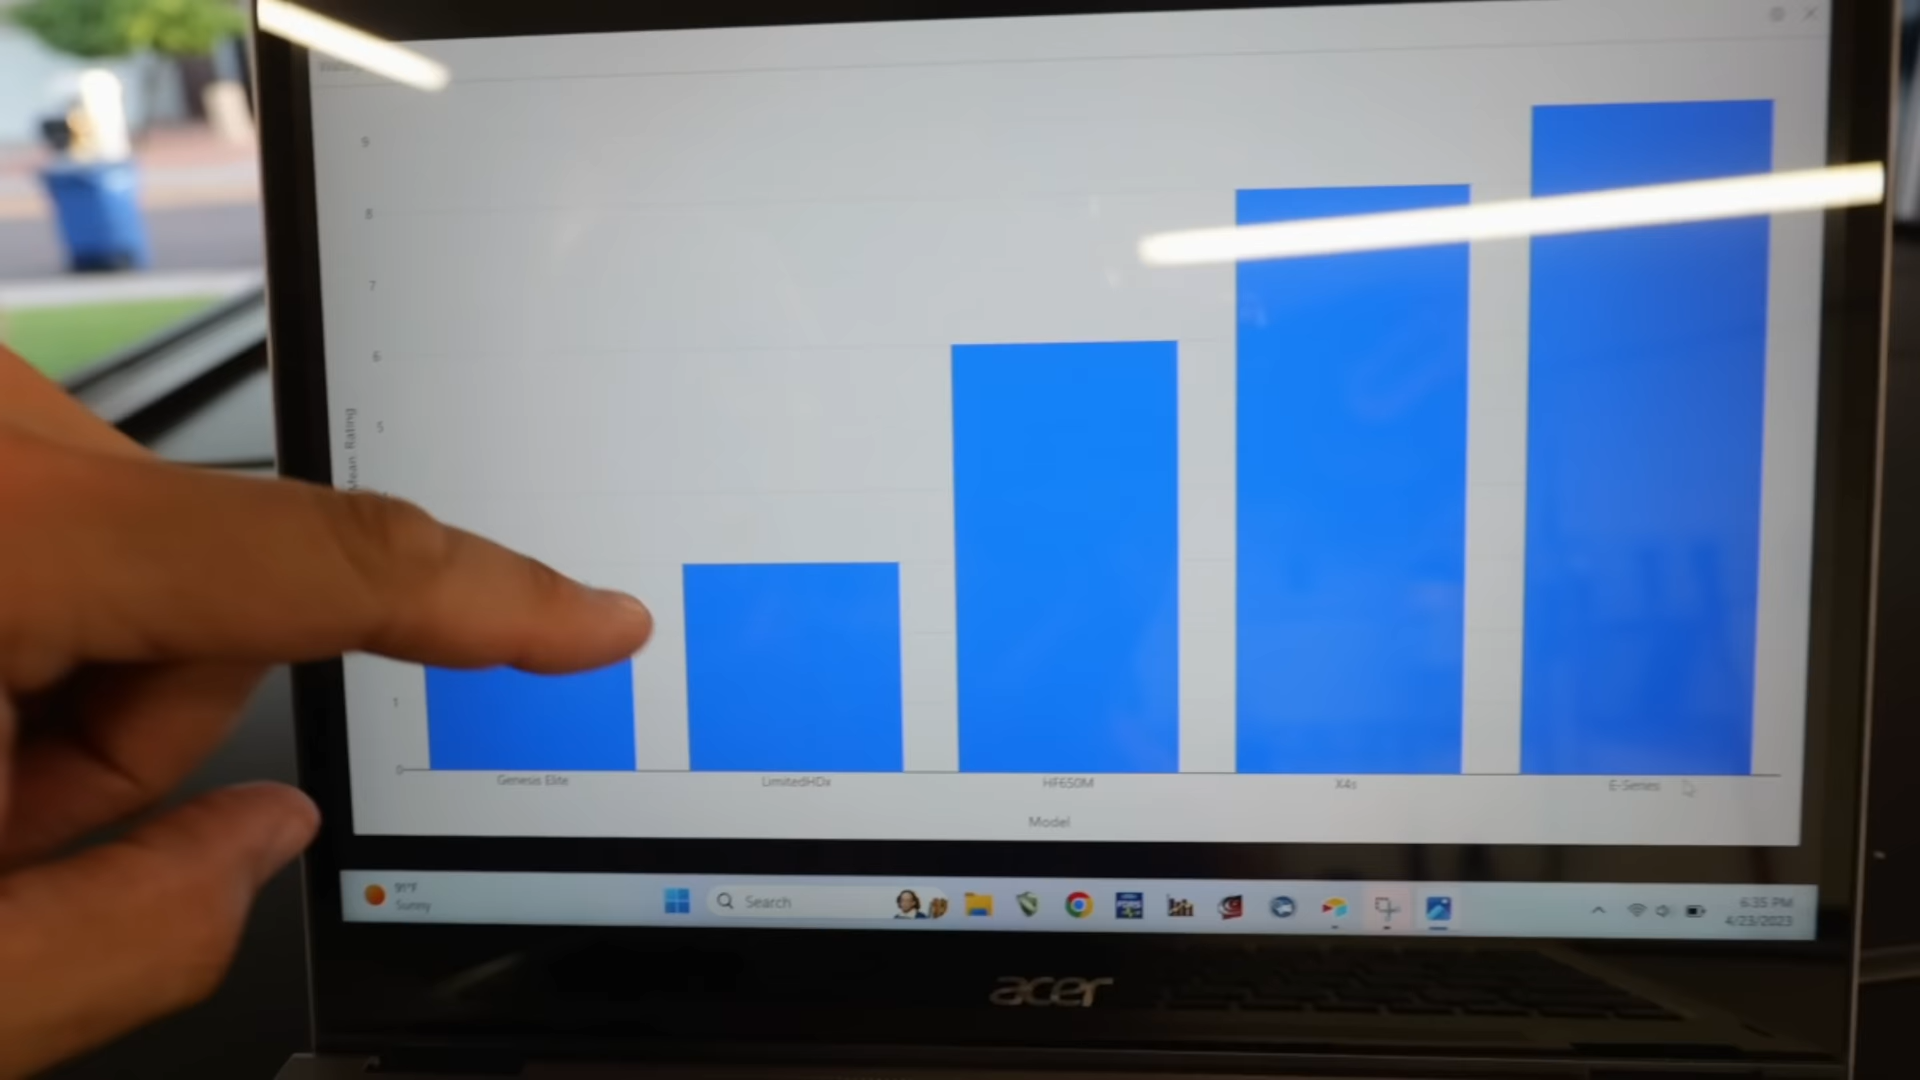 9
8
7
6
5
1
0
Mean Rating
Genesis Elite
LimitedHDx
HF650M
X4s
E-Series
Model
91°F
Sunny
Search
6:35 PM
4/23/2023
acer